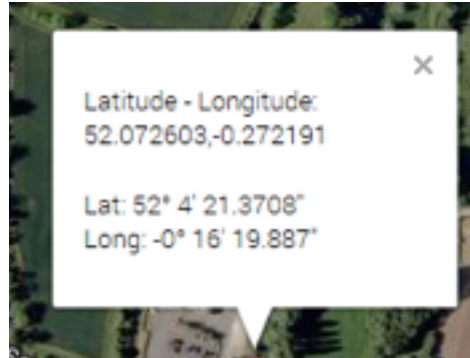 Latitude - Longitude:
52.072603,-0.272191
Lat: 52° 4' 21.3708"
Long: -0° 16' 19.887"